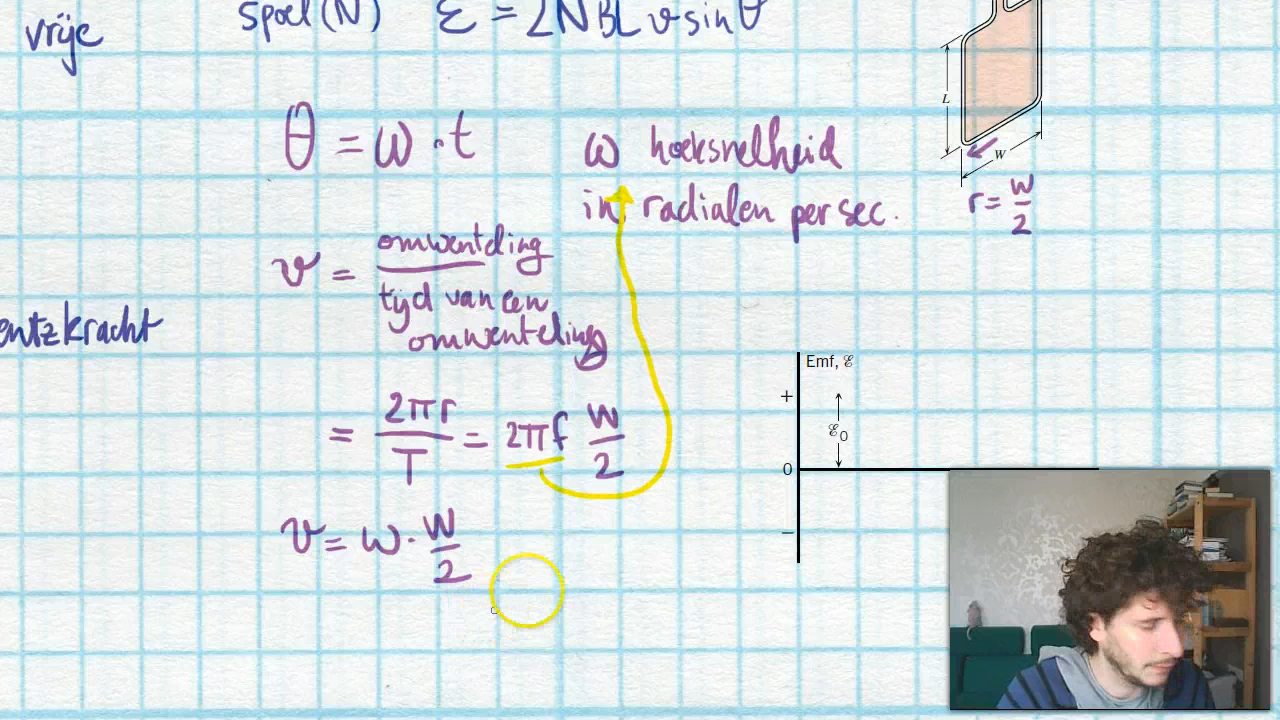 vrije
spoel (N) ℰ = 2NBLv sinθ
L
W
r = W/2
θ = ω · t
ω hoeksnelheid
in radialen per sec.
v = omwenteling / tijd van een omwenteling
entzkracht
= 2πr/T = 2πf W/2
v = ω · W/2
Emf, ℰ
+
ℰ0
0
−